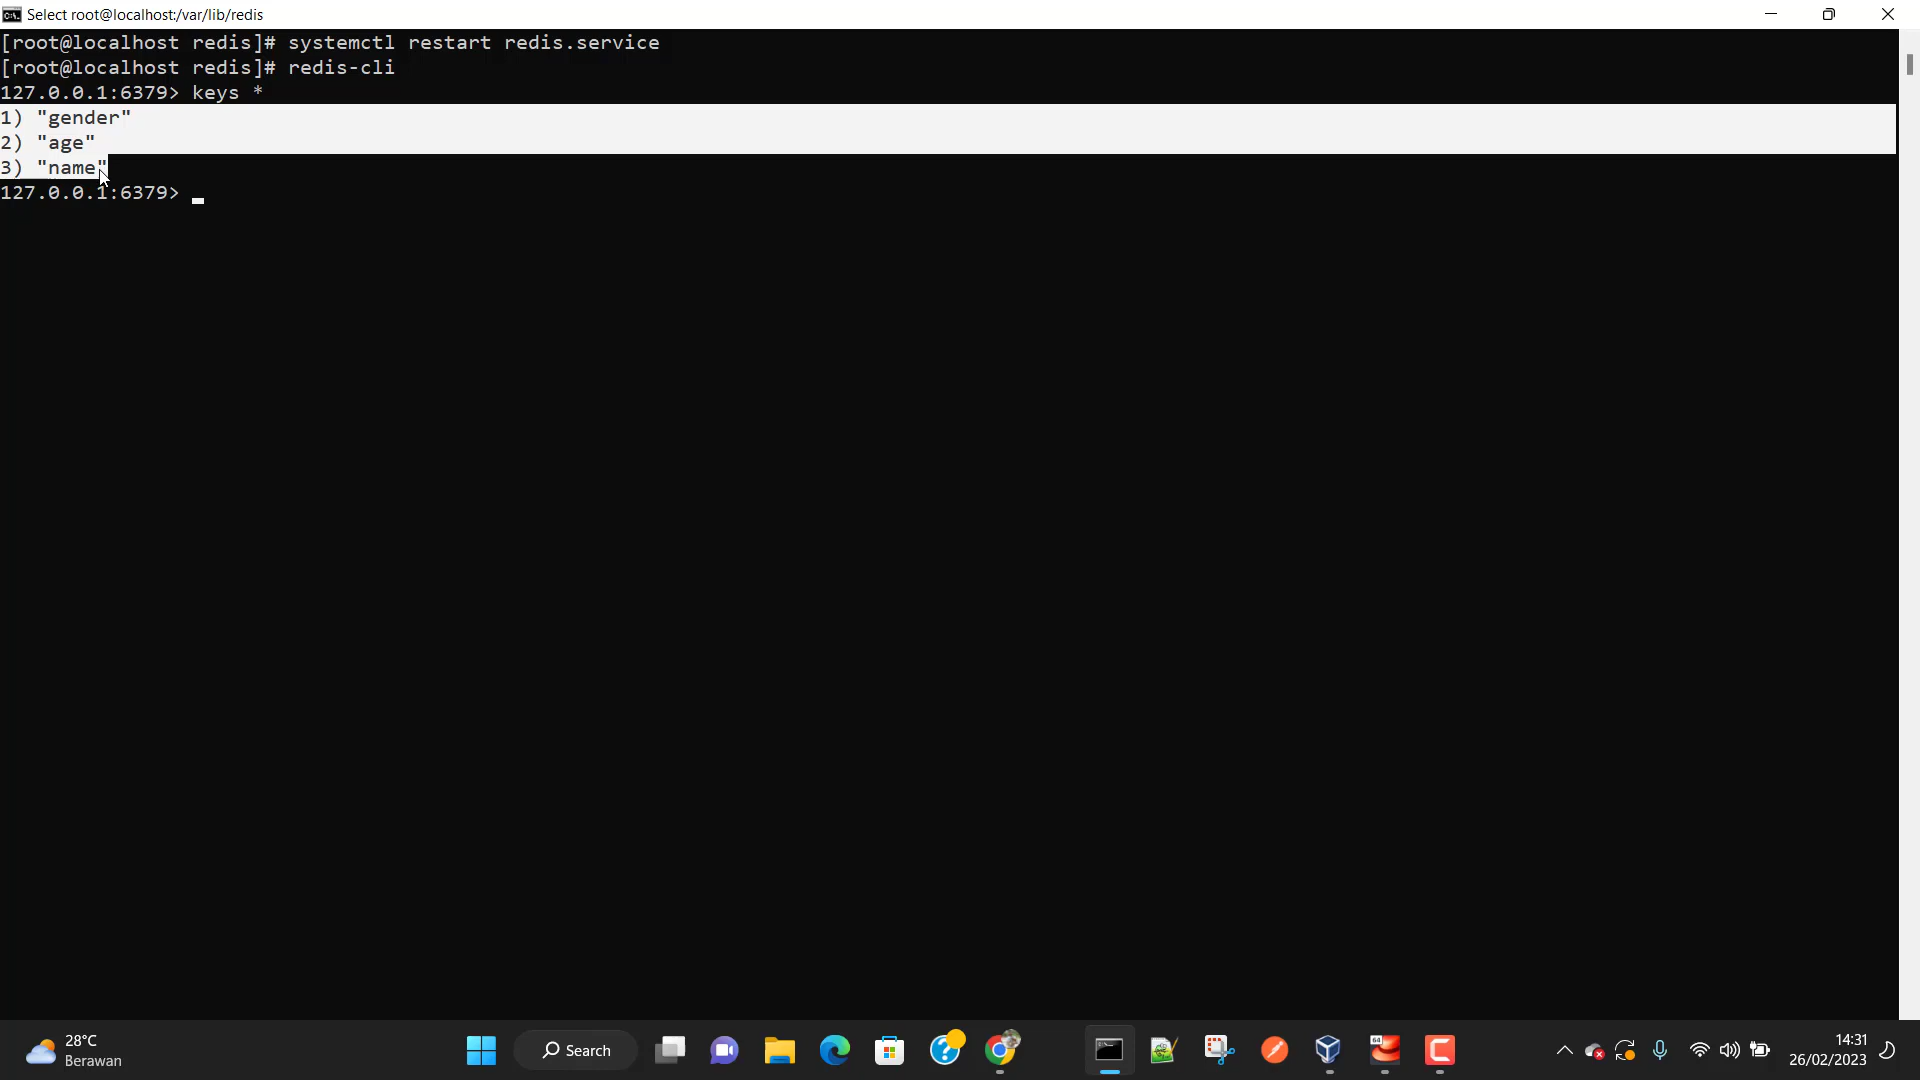 Select root@localhost:/var/lib/redis
[root@localhost redis]# systemctl restart redis.service
[root@localhost redis]# redis-cli
127.0.0.1:6379> keys *
1) "gender"
2) "age"
3) "name"
127.0.0.1:6379>
28°C
Berawan
Search
64
14:31
26/02/2023